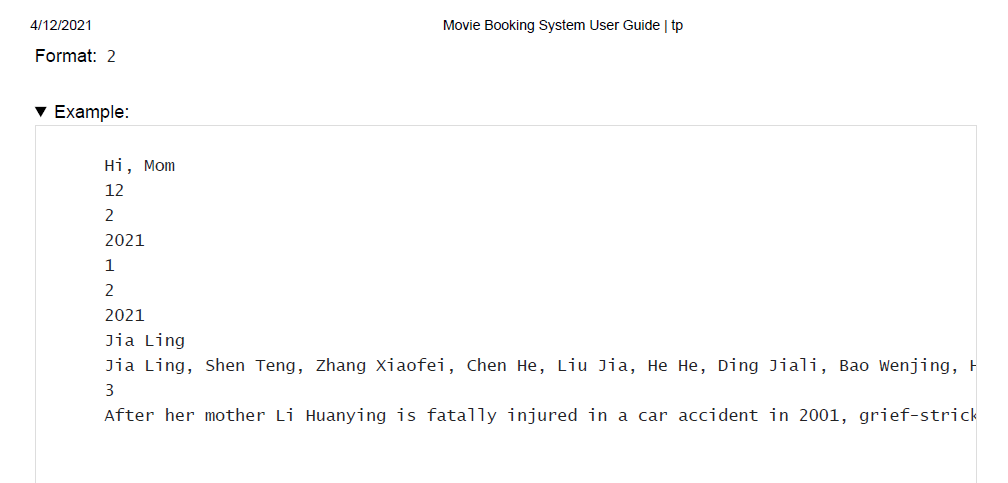 4/12/2021 Movie Booking System User Guide | tp
Format: 2
▼ Example:
Hi, Mom
12
2
2021
1
2
2021
Jia Ling
Jia Ling, Shen Teng, Zhang Xiaofei, Chen He, Liu Jia, He He, Ding Jiali, Bao Wenjing,
3
After her mother Li Huanying is fatally injured in a car accident in 2001,